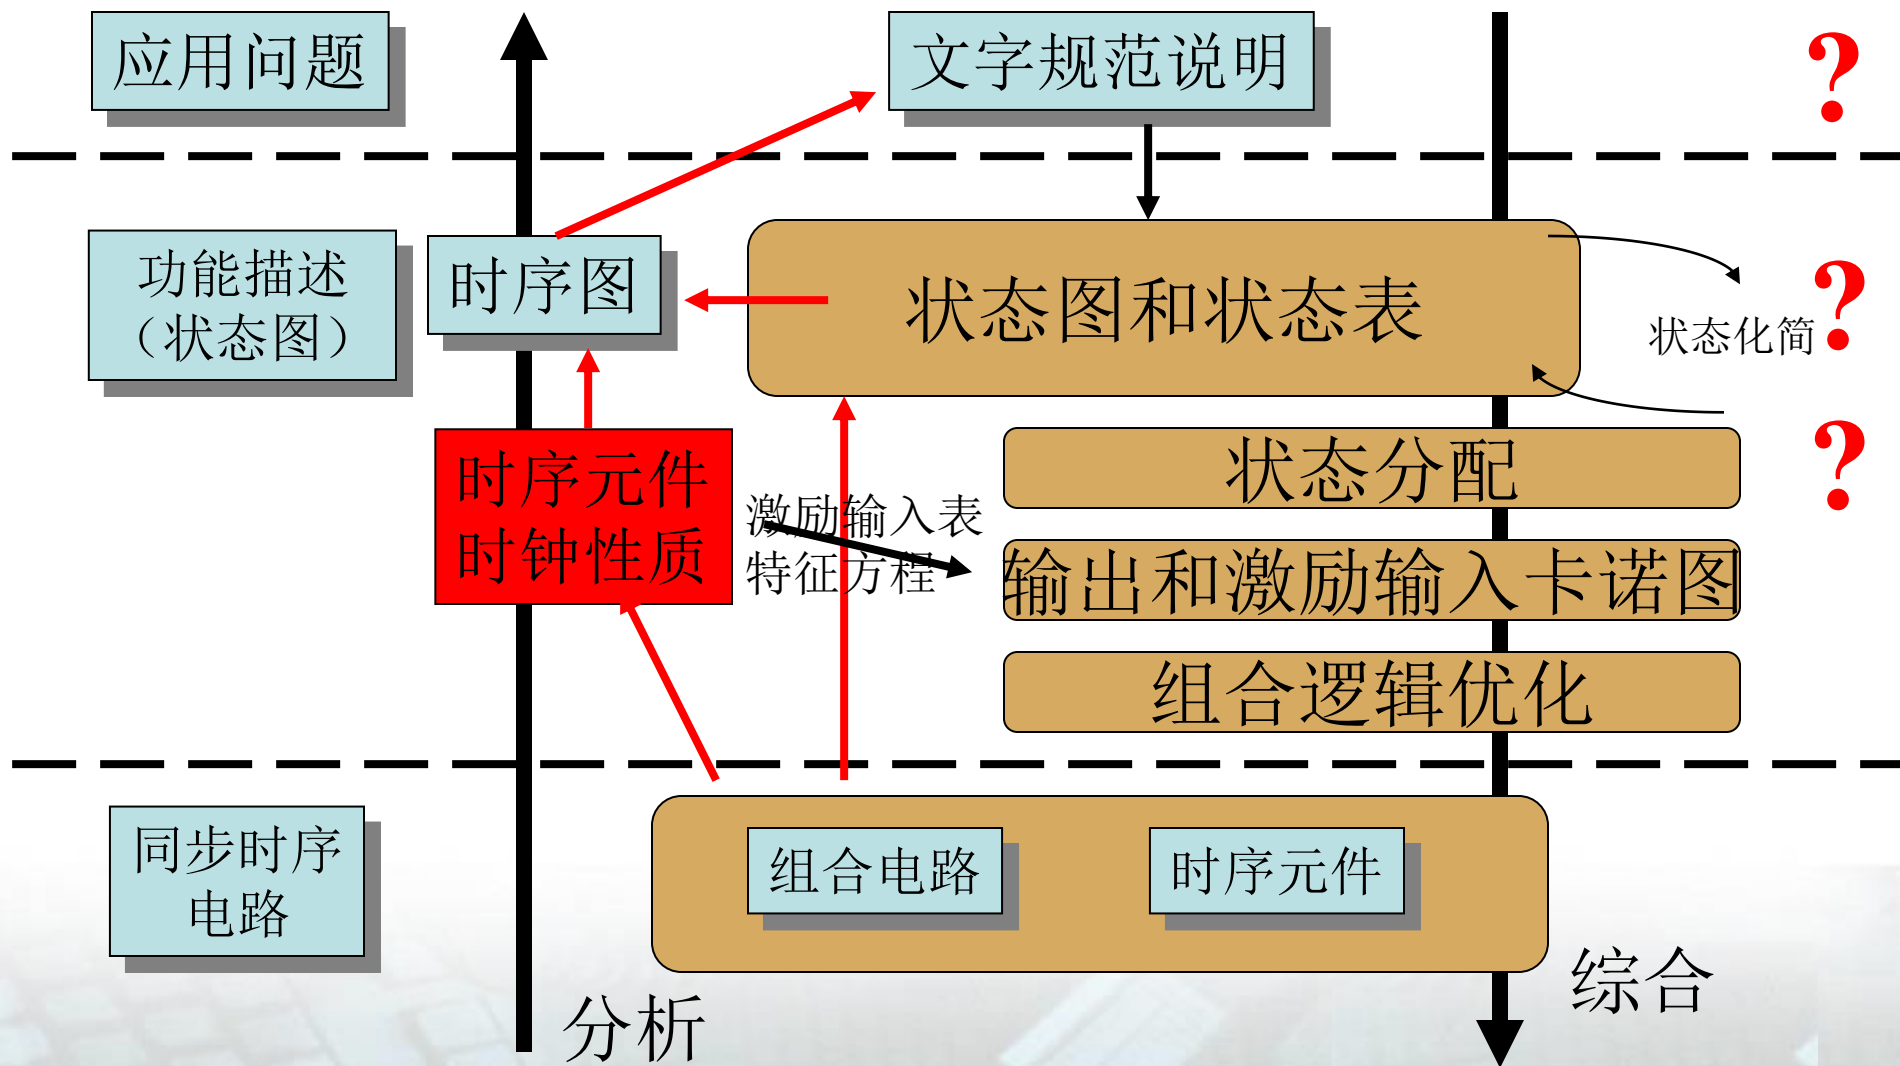 应用问题
文字规范说明
?
功能描述
（状态图）
时序图
状态图和状态表
状态化简
?
时序元件
时钟性质
激励输入表
特征方程
状态分配
?
输出和激励输入卡诺图
组合逻辑优化
同步时序
电路
组合电路
时序元件
分析
综合